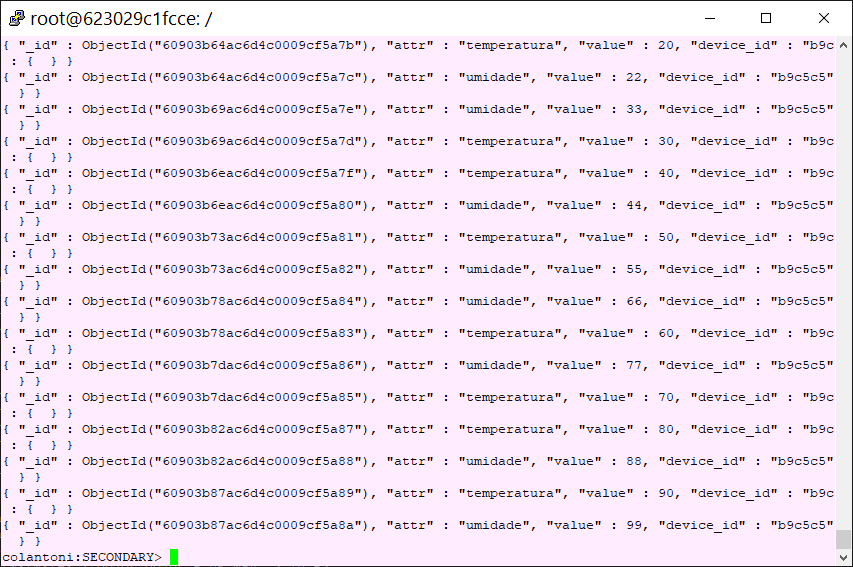 root@623029c1fcce: /
{ "_id" : ObjectId("60903b64ac6d4c0009cf5a7b"), "attr" : "temperatura", "value" : 20, "device_id" : "b9c
 : {  } }
{ "_id" : ObjectId("60903b64ac6d4c0009cf5a7c"), "attr" : "umidade", "value" : 22, "device_id" : "b9c5c5"
  } }
{ "_id" : ObjectId("60903b69ac6d4c0009cf5a7e"), "attr" : "umidade", "value" : 33, "device_id" : "b9c5c5"
  } }
{ "_id" : ObjectId("60903b69ac6d4c0009cf5a7d"), "attr" : "temperatura", "value" : 30, "device_id" : "b9c
 : {  } }
{ "_id" : ObjectId("60903b6eac6d4c0009cf5a7f"), "attr" : "temperatura", "value" : 40, "device_id" : "b9c
 : {  } }
{ "_id" : ObjectId("60903b6eac6d4c0009cf5a80"), "attr" : "umidade", "value" : 44, "device_id" : "b9c5c5"
  } }
{ "_id" : ObjectId("60903b73ac6d4c0009cf5a81"), "attr" : "temperatura", "value" : 50, "device_id" : "b9c
 : {  } }
{ "_id" : ObjectId("60903b73ac6d4c0009cf5a82"), "attr" : "umidade", "value" : 55, "device_id" : "b9c5c5"
  } }
{ "_id" : ObjectId("60903b78ac6d4c0009cf5a84"), "attr" : "umidade", "value" : 66, "device_id" : "b9c5c5"
  } }
{ "_id" : ObjectId("60903b78ac6d4c0009cf5a83"), "attr" : "temperatura", "value" : 60, "device_id" : "b9c
 : {  } }
{ "_id" : ObjectId("60903b7dac6d4c0009cf5a86"), "attr" : "umidade", "value" : 77, "device_id" : "b9c5c5"
  } }
{ "_id" : ObjectId("60903b7dac6d4c0009cf5a85"), "attr" : "temperatura", "value" : 70, "device_id" : "b9c
 : {  } }
{ "_id" : ObjectId("60903b82ac6d4c0009cf5a87"), "attr" : "temperatura", "value" : 80, "device_id" : "b9c
 : {  } }
{ "_id" : ObjectId("60903b82ac6d4c0009cf5a88"), "attr" : "umidade", "value" : 88, "device_id" : "b9c5c5"
  } }
{ "_id" : ObjectId("60903b87ac6d4c0009cf5a89"), "attr" : "temperatura", "value" : 90, "device_id" : "b9c
 : {  } }
{ "_id" : ObjectId("60903b87ac6d4c0009cf5a8a"), "attr" : "umidade", "value" : 99, "device_id" : "b9c5c5"
  } }
colantoni:SECONDARY>